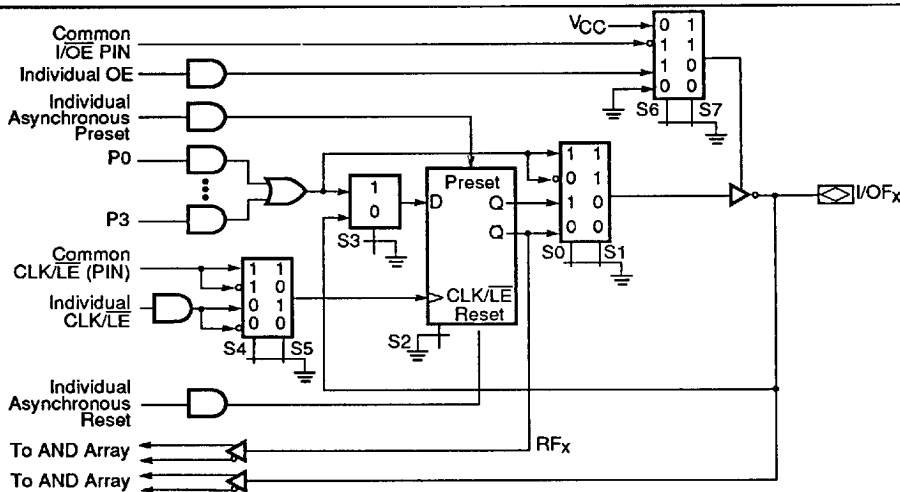 Common
I/OE PIN
Individual OE
Individual
Asynchronous
Preset
P0
P3
Common
CLK/LE (PIN)
Individual
CLK/LE
Individual
Asynchronous
Reset
To AND Array
To AND Array
VCC
0 1
1 1
1 0
0 0
S6 S7
1
0
S3
Preset
D
Q
Q
CLK/LE
Reset
S2
1 1
0 1
1 0
0 0
S0 S1
1 1
1 0
0 1
0 0
S4 S5
RFx
I/OFx